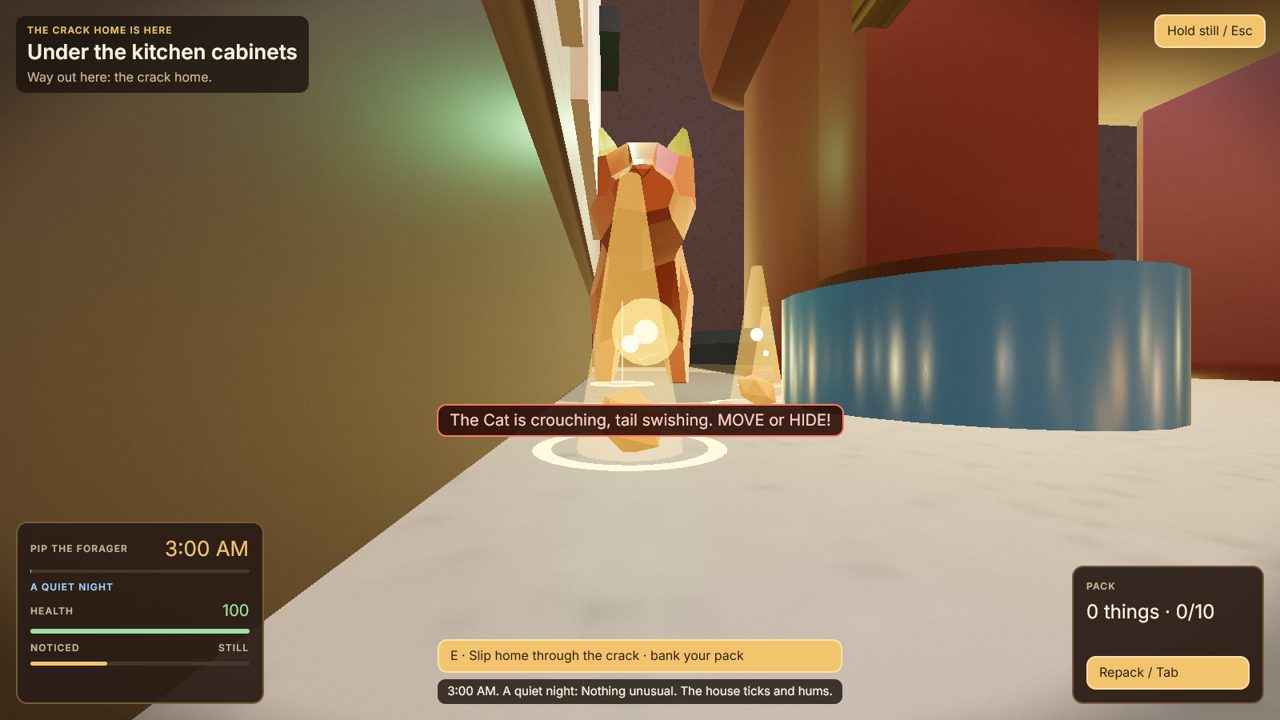 THE CRACK HOME IS HERE
Under the kitchen cabinets
Way out here: the crack home.
Hold still / Esc
The Cat is crouching, tail swishing. MOVE or HIDE!
PIP THE FORAGER 3:00 AM
A QUIET NIGHT
HEALTH 100
NOTICED STILL
E · Slip home through the crack · bank your pack
3:00 AM. A quiet night: Nothing unusual. The house ticks and hums.
PACK
0 things · 0/10
Repack / Tab